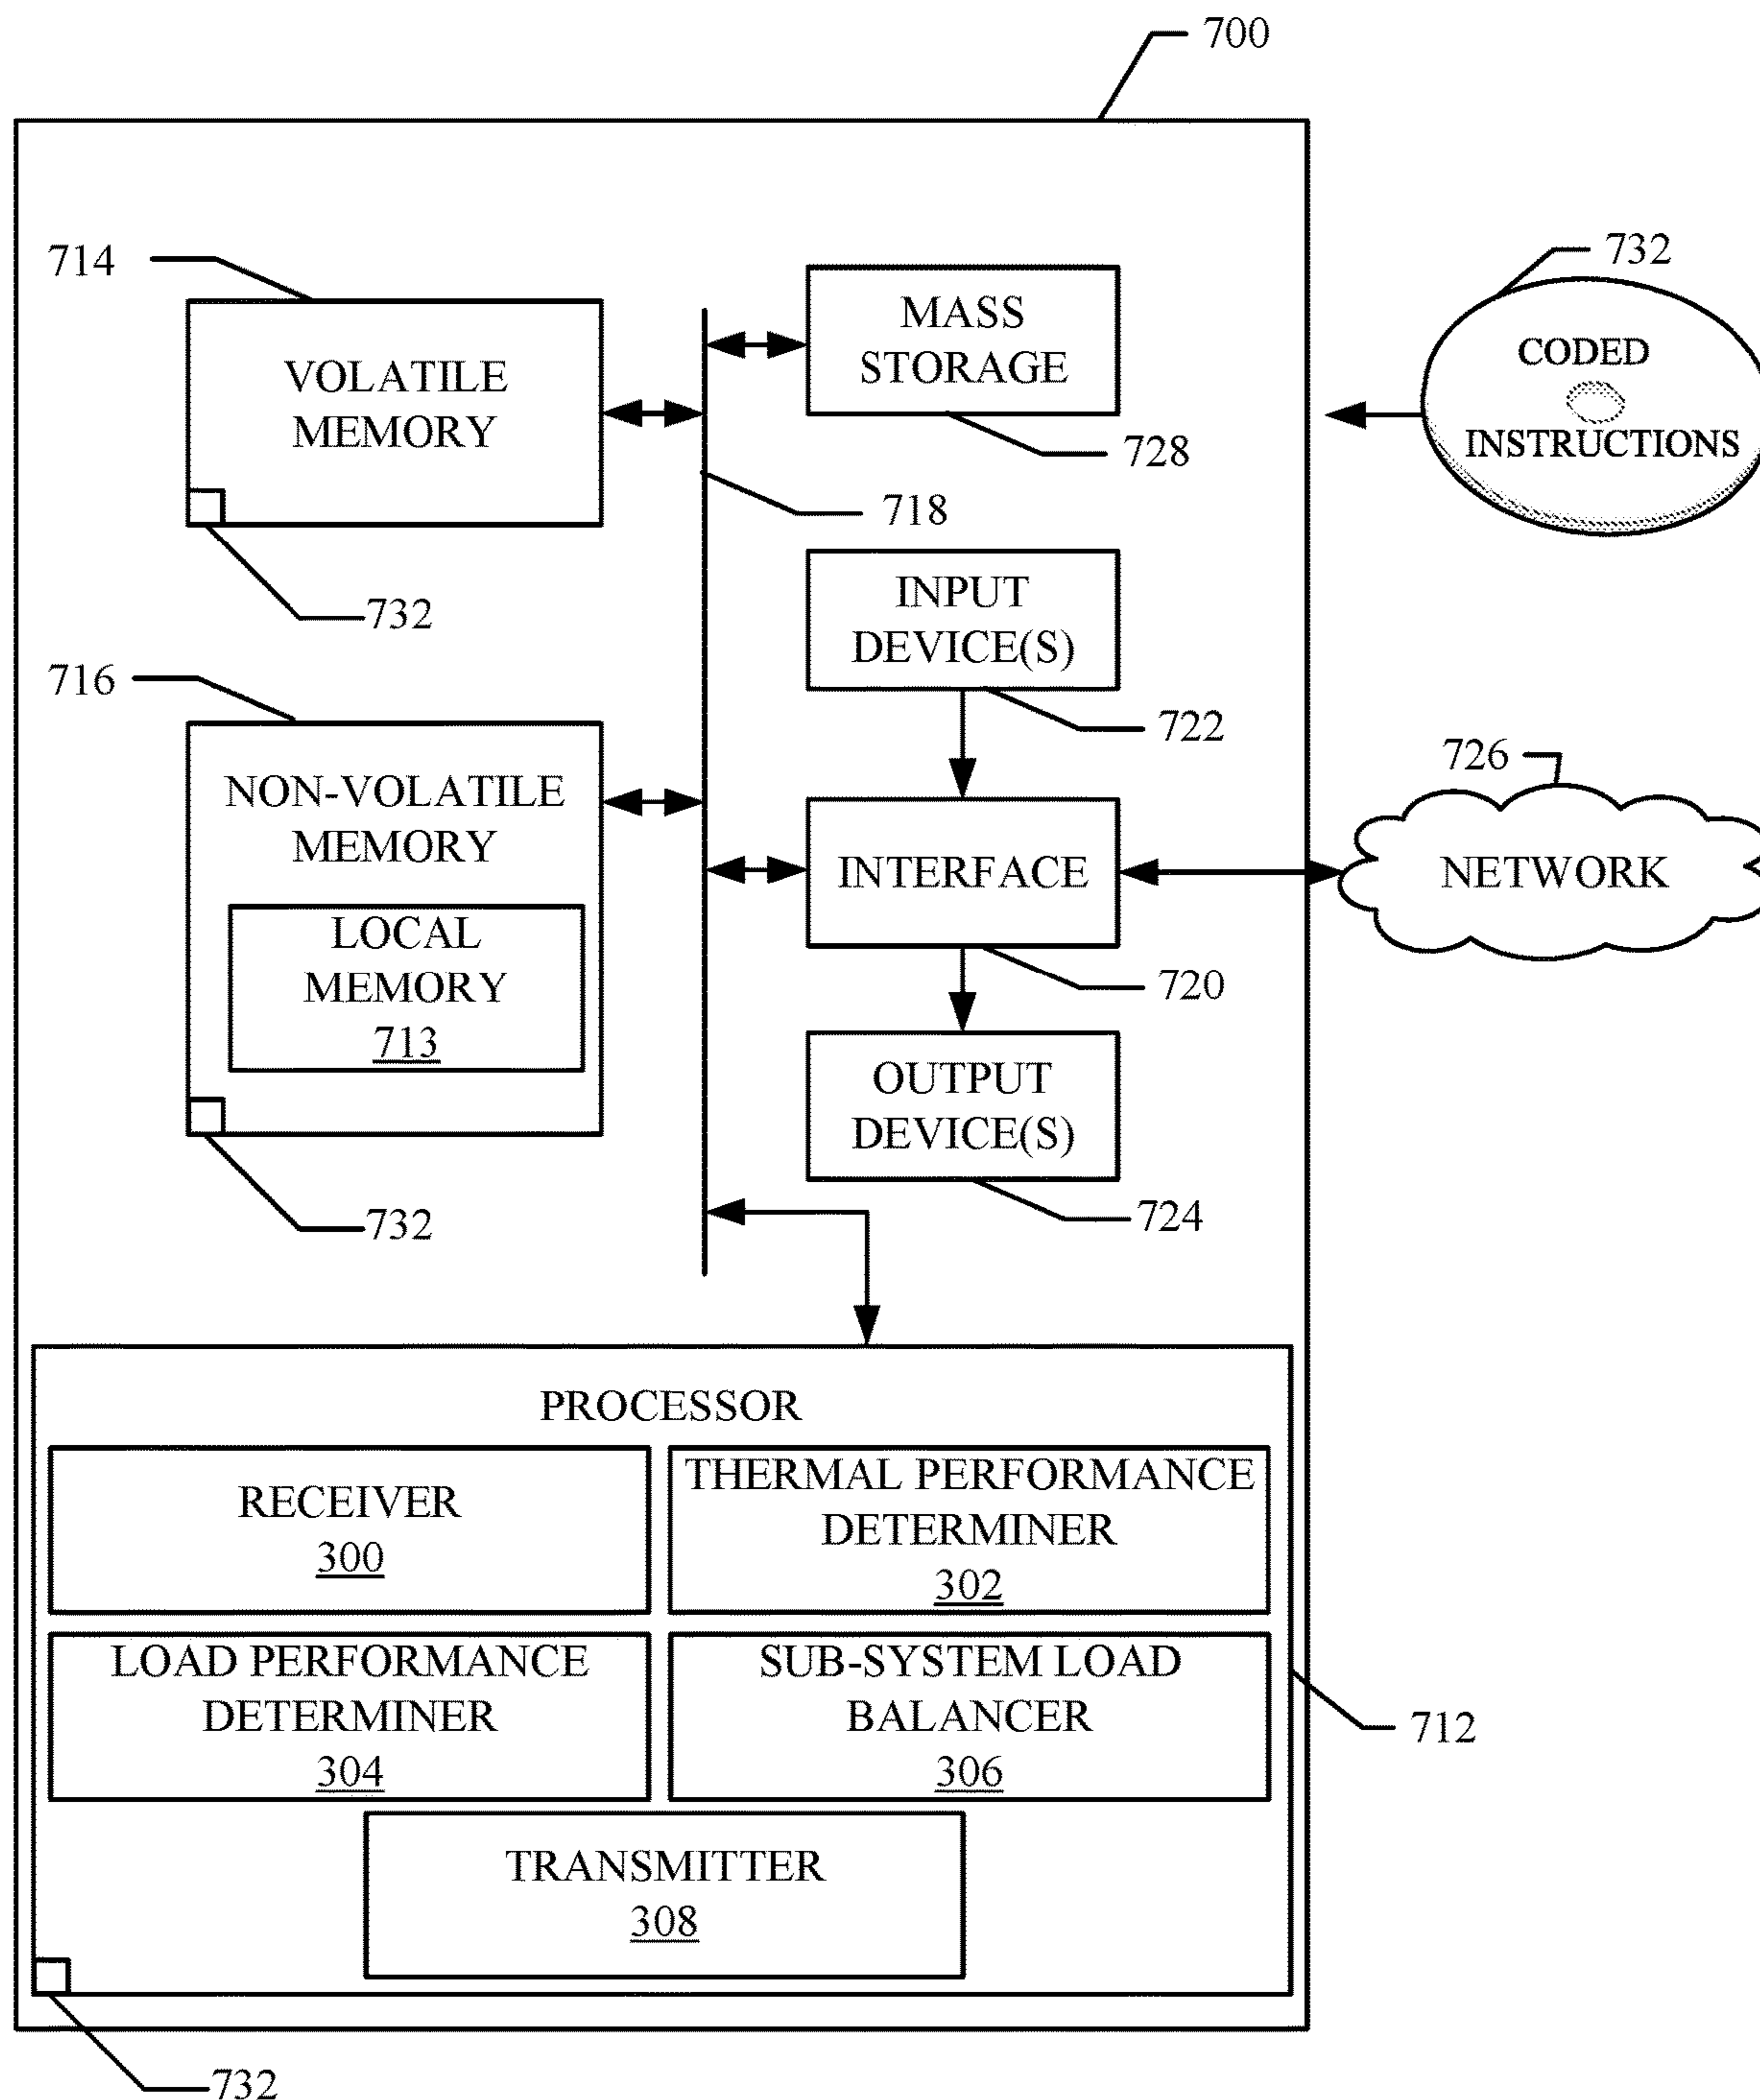 700
714
VOLATILE
MEMORY
732
MASS
STORAGE
728
718
732
CODED
INSTRUCTIONS
INPUT
DEVICE(S)
722
716
NON-VOLATILE
MEMORY
LOCAL
MEMORY
713
732
INTERFACE
720
726
NETWORK
OUTPUT
DEVICE(S)
724
PROCESSOR
RECEIVER
300
THERMAL PERFORMANCE
DETERMINER
302
LOAD PERFORMANCE
DETERMINER
304
SUB-SYSTEM LOAD
BALANCER
306
712
TRANSMITTER
308
732